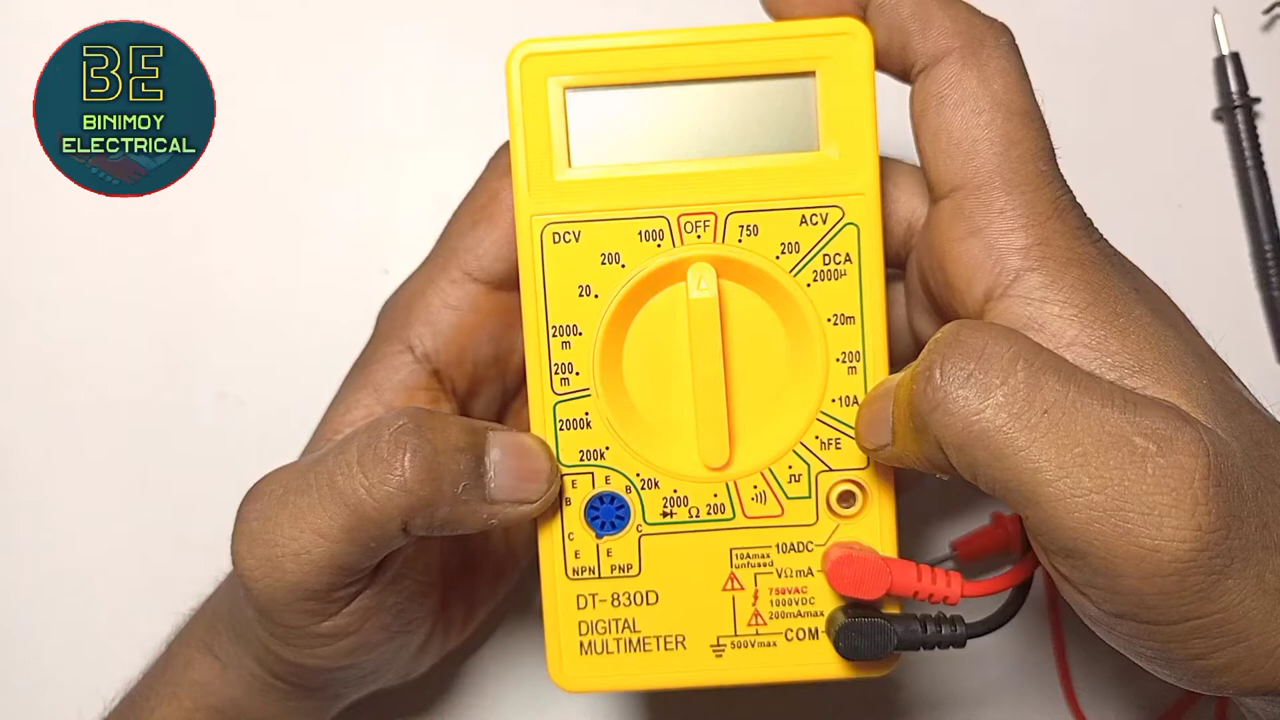 BE
BINIMOY
ELECTRICAL
OFF
DCV
1000
200
20
2000
m
200
m
750
ACV
200
DCA
2000µ
20m
200
m
10A
hFE
2000k
200k
20k
2000
Ω
200
E
B
C
E
NPN
E
B
C
E
PNP
10Amax
unfused
10ADC
VΩmA
750VAC
1000VDC
200mAmax
500Vmax
COM
DT-830D
DIGITAL
MULTIMETER